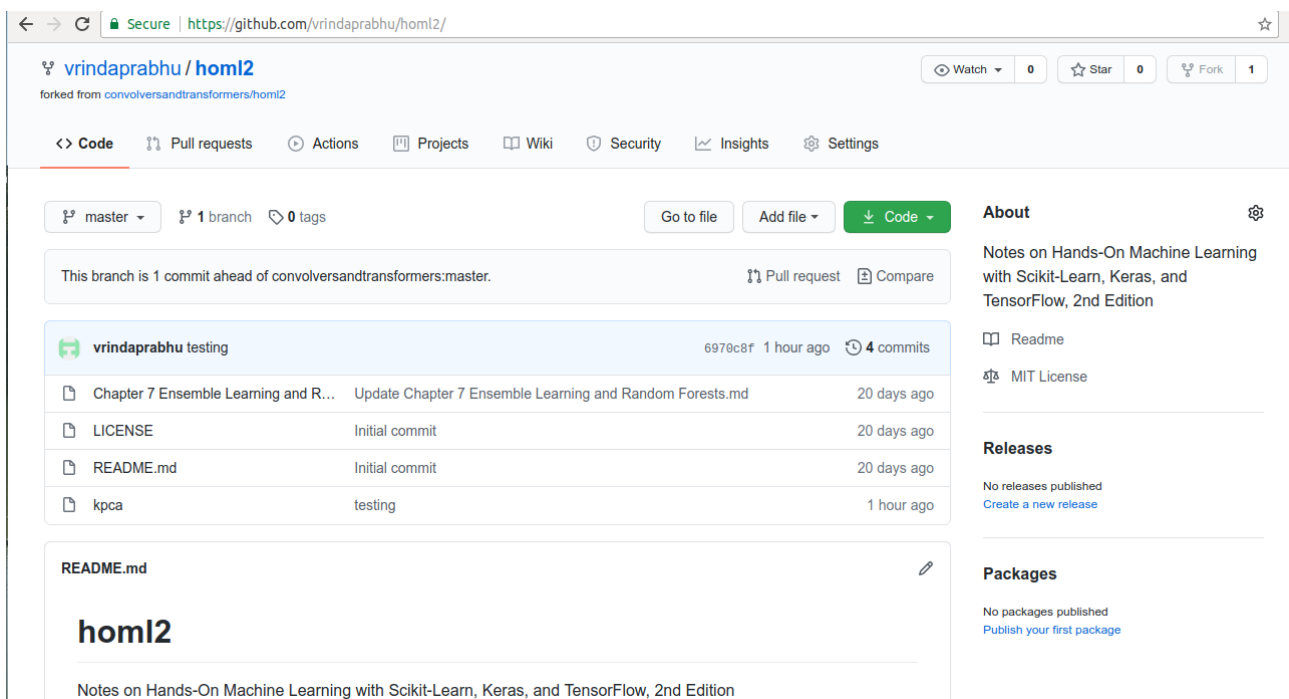 Secure | https://github.com/vrindaprabhu/homl2/
vrindaprabhu / homl2
Watch 0 Star 0 Fork 1
forked from convolversandtransformers/homl2
<> Code Pull requests Actions Projects Wiki Security Insights Settings
master 1 branch 0 tags Go to file Add file Code
This branch is 1 commit ahead of convolversandtransformers:master. Pull request Compare
vrindaprabhu testing 6970c8f 1 hour ago 4 commits
Chapter 7 Ensemble Learning and R... Update Chapter 7 Ensemble Learning and Random Forests.md 20 days ago
LICENSE Initial commit 20 days ago
README.md Initial commit 20 days ago
kpca testing 1 hour ago
README.md
homl2
Notes on Hands-On Machine Learning with Scikit-Learn, Keras, and TensorFlow, 2nd Edition
About
Notes on Hands-On Machine Learning
with Scikit-Learn, Keras, and
TensorFlow, 2nd Edition
Readme
MIT License
Releases
No releases published
Create a new release
Packages
No packages published
Publish your first package